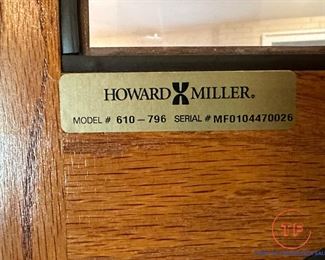 HOWARD MILLER®
MODEL # 610-796 SERIAL # MF0104470026
TP